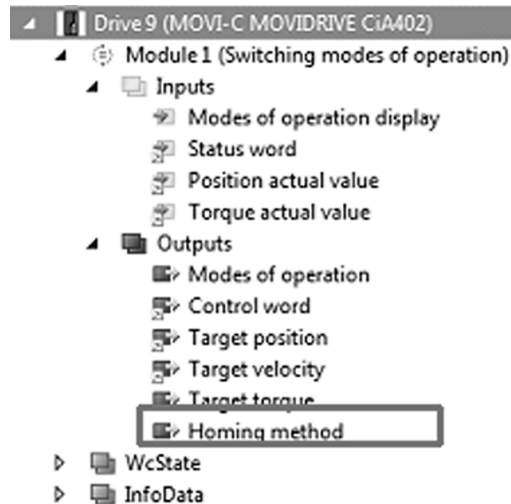 Drive 9 (MOVI-C MOVIDRIVE CiA402)
Module 1 (Switching modes of operation)
Inputs
Modes of operation display
Status word
Position actual value
Torque actual value
Outputs
Modes of operation
Control word
Target position
Target velocity
Target torque
Homing method
WcState
InfoData